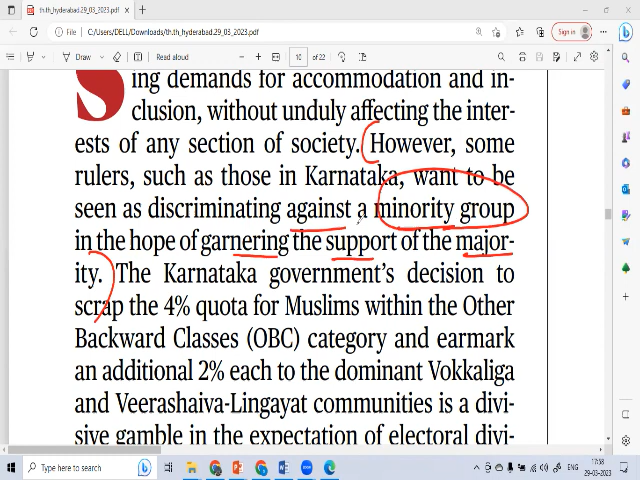 th.th_hyderabad.29_03_2023.pdf
File | C:/Users/DELL/Downloads/th.th_hyderabad.29_03_2023.pdf
Sign in
Draw
Read aloud
10 of 22
Sing demands for accommodation and in-
clusion, without unduly affecting the inter-
ests of any section of society. However, some
rulers, such as those in Karnataka, want to be
seen as discriminating against a minority group
in the hope of garnering the support of the major-
ity. The Karnataka government's decision to
scrap the 4% quota for Muslims within the Other
Backward Classes (OBC) category and earmark
an additional 2% each to the dominant Vokkaliga
and Veerashaiva-Lingayat communities is a divi-
sive gamble in the expectation of electoral divi-
Type here to search
ENG
17:58
29-03-2023